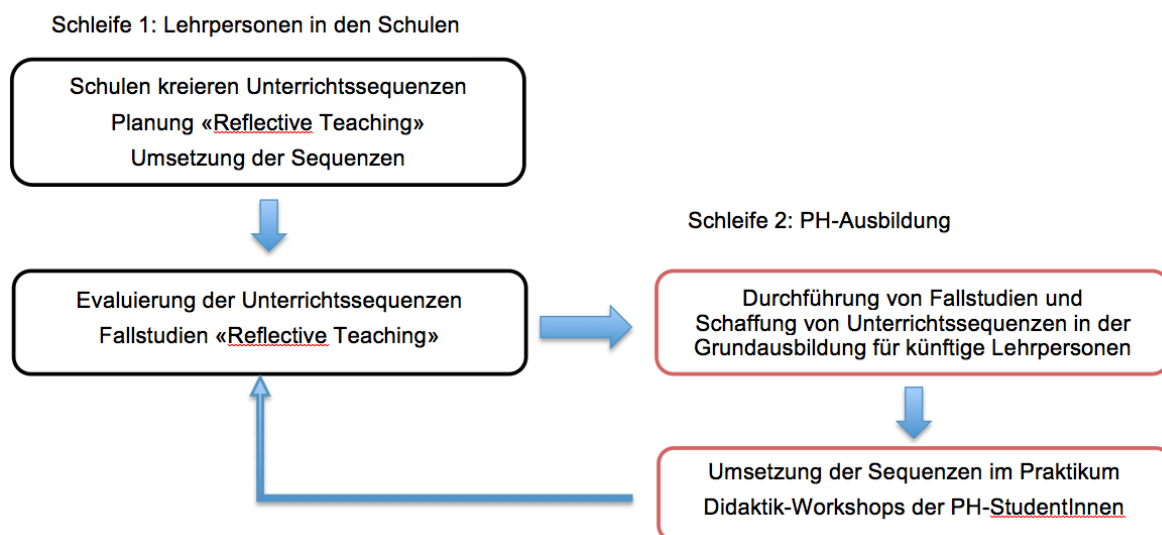 Schleife 1: Lehrpersonen in den Schulen
Schulen kreieren Unterrichtssequenzen
Planung «Reflective Teaching»
Umsetzung der Sequenzen
Evaluierung der Unterrichtssequenzen
Fallstudien «Reflective Teaching»
Schleife 2: PH-Ausbildung
Durchführung von Fallstudien und
Schaffung von Unterrichtssequenzen in der
Grundausbildung für künftige Lehrpersonen
Umsetzung der Sequenzen im Praktikum
Didaktik-Workshops der PH-StudentInnen